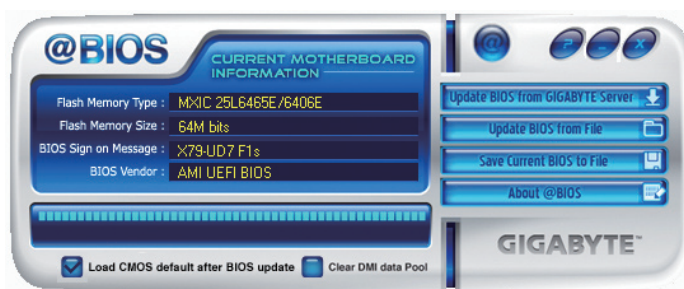 @BIOS
CURRENT MOTHERBOARD
INFORMATION
Flash Memory Type : MXIC 25L6465E/6406E
Flash Memory Size : 64M bits
BIOS Sign on Message : X79-UD7 F1s
BIOS Vendor : AMI UEFI BIOS
Load CMOS default after BIOS update
Clear DMI data Pool
@
?
_
X
Update BIOS from GIGABYTE Server
Update BIOS from File
Save Current BIOS to File
About @BIOS
GIGABYTE™